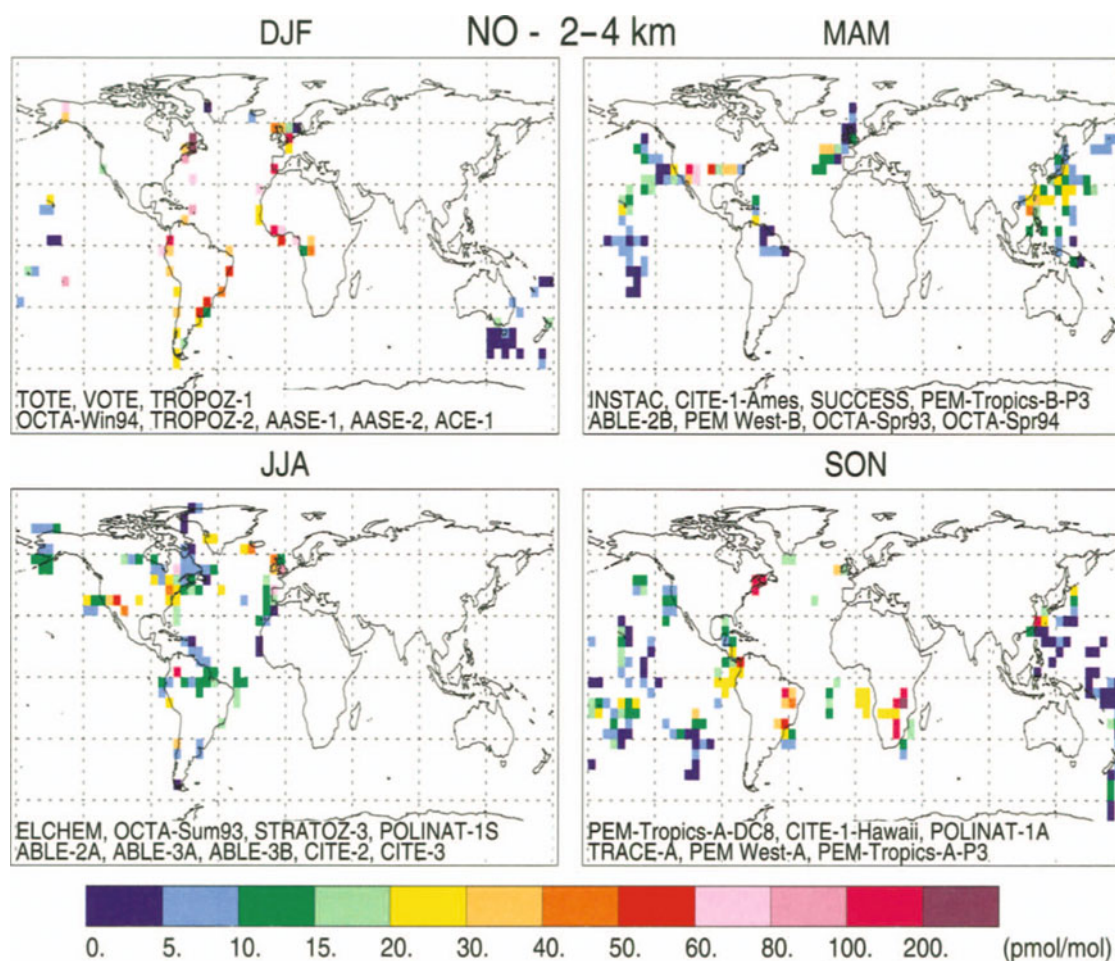 DJF
NO - 2-4 km
MAM
TOTE, VOTE, TROPOZ-1
OCTA-Win94, TROPOZ-2, AASE-1, AASE-2, ACE-1
INSTAC, CITE-1-Ames, SUCCESS, PEM-Tropics-B-P3
ABLE-2B, PEM West-B, OCTA-Spr93, OCTA-Spr94
JJA
SON
ELCHEM, OCTA-Sum93, STRATOZ-3, POLINAT-1S
ABLE-2A, ABLE-3A, ABLE-3B, CITE-2, CITE-3
PEM-Tropics-A-DC8, CITE-1-Hawaii, POLINAT-1A
TRACE-A, PEM West-A, PEM-Tropics-A-P3
0. 5. 10. 15. 20. 30. 40. 50. 60. 80. 100. 200. (pmol/mol)